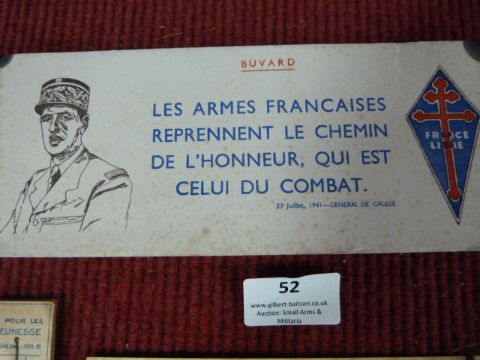 BUVARD
LES ARMES FRANCAISES
REPRENNENT LE CHEMIN
DE L'HONNEUR, QUI EST
CELUI DU COMBAT.
23 Juillet, 1941—GENERAL DE GAULLE
FRANCE
LIBRE
52
www.gilbert-baitson.co.uk
Auction: Small Arms &
Militaria
POUR LES
EUNESSE